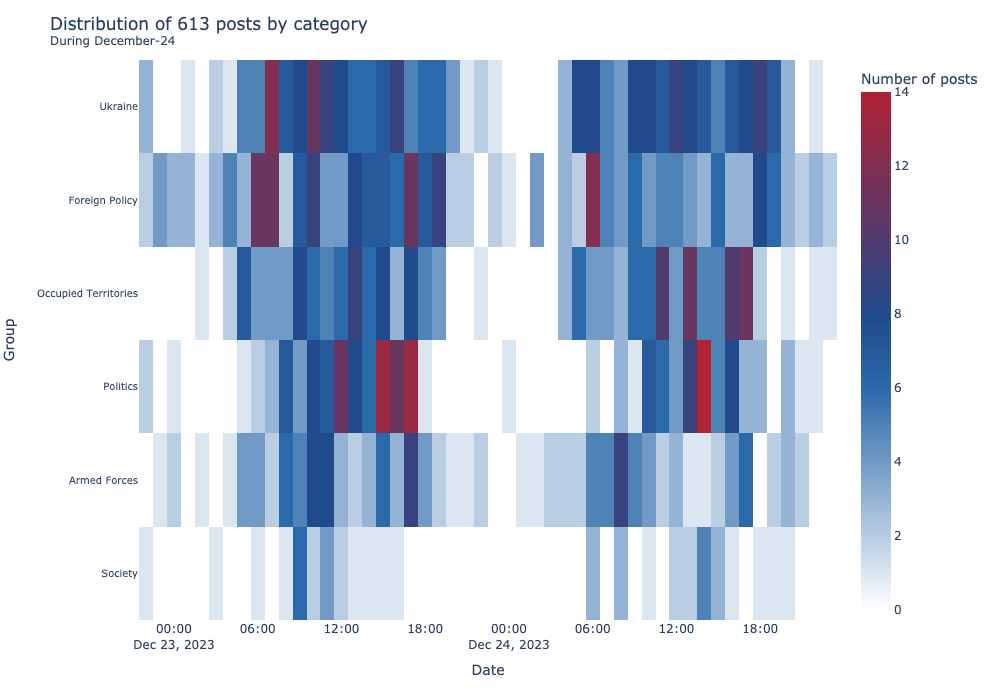 Distribution of 613 posts by category
During December-24
Number of posts
14
12
10
8
6
4
2
0
Group
Ukraine
Foreign Policy
Occupied Territories
Politics
Armed Forces
Society
00:00 06:00 12:00 18:00 00:00 06:00 12:00 18:00
Dec 23, 2023 Dec 24, 2023
Date